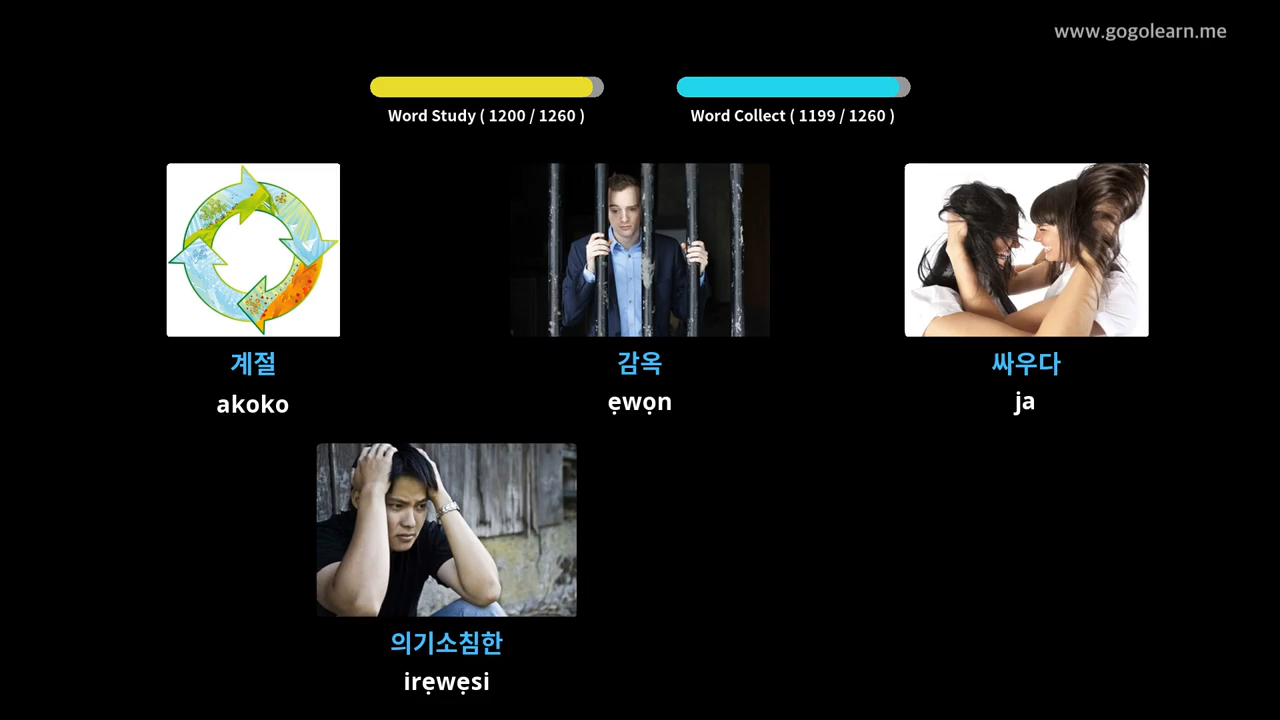 www.gogolearn.me
Word Study ( 1200 / 1260 )
Word Collect ( 1199 / 1260 )
계절
감옥
싸우다
akoko
ẹwọn
ja
의기소침한
irẹwẹsi